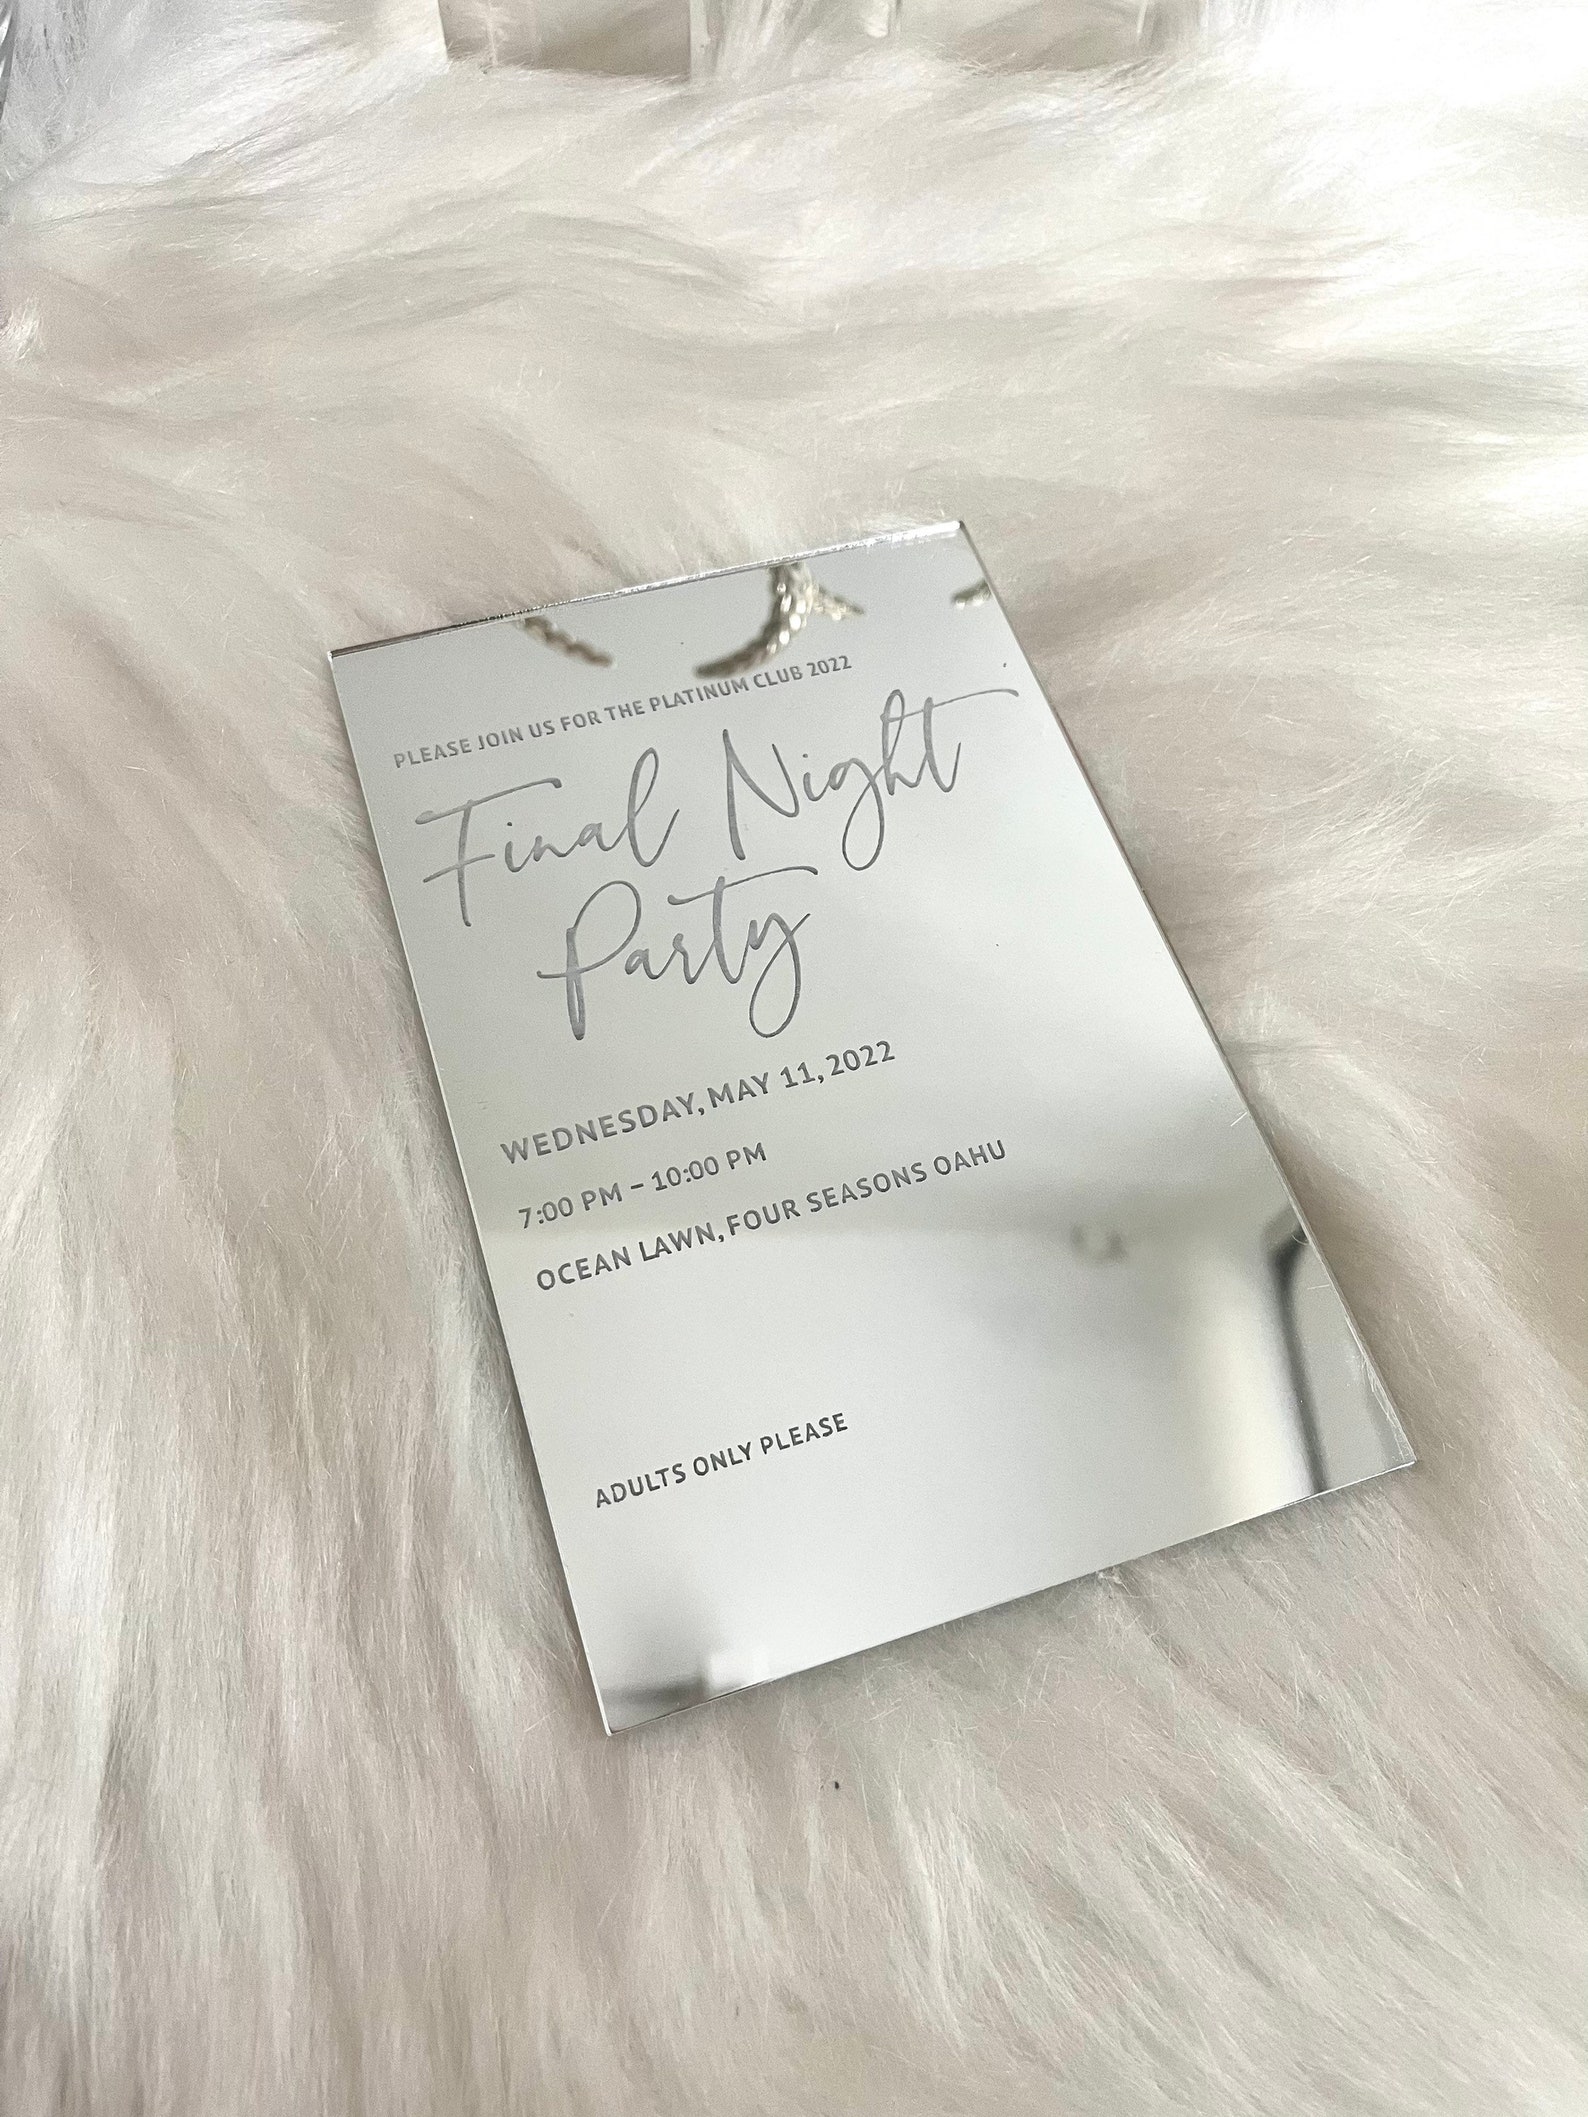 PLEASE JOIN US FOR THE PLATINUM CLUB 2022
Final Night
Party
WEDNESDAY, MAY 11, 2022
7:00 PM – 10:00 PM
OCEAN LAWN, FOUR SEASONS OAHU
ADULTS ONLY PLEASE